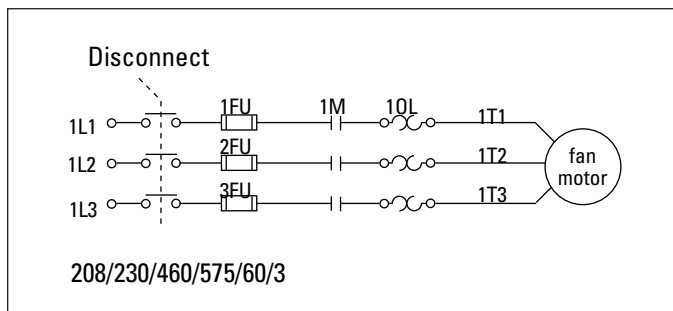 Disconnect
1L1 1FU 1M 1OL 1T1
1L2 2FU 1T2
1L3 3FU 1T3
fan
motor
208/230/460/575/60/3